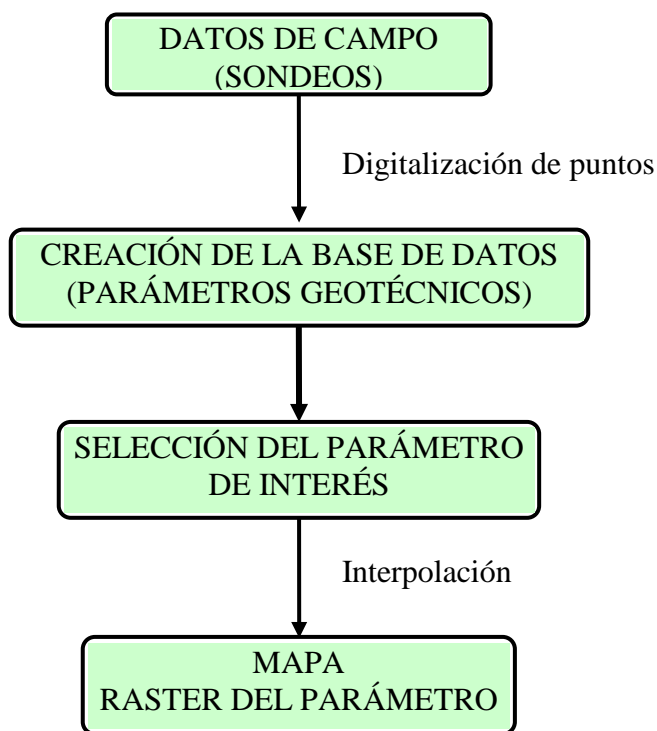 DATOS DE CAMPO
(SONDEOS)
Digitalización de puntos
CREACIÓN DE LA BASE DE DATOS
(PARÁMETROS GEOTÉCNICOS)
SELECCIÓN DEL PARÁMETRO
DE INTERÉS
Interpolación
MAPA
RASTER DEL PARÁMETRO